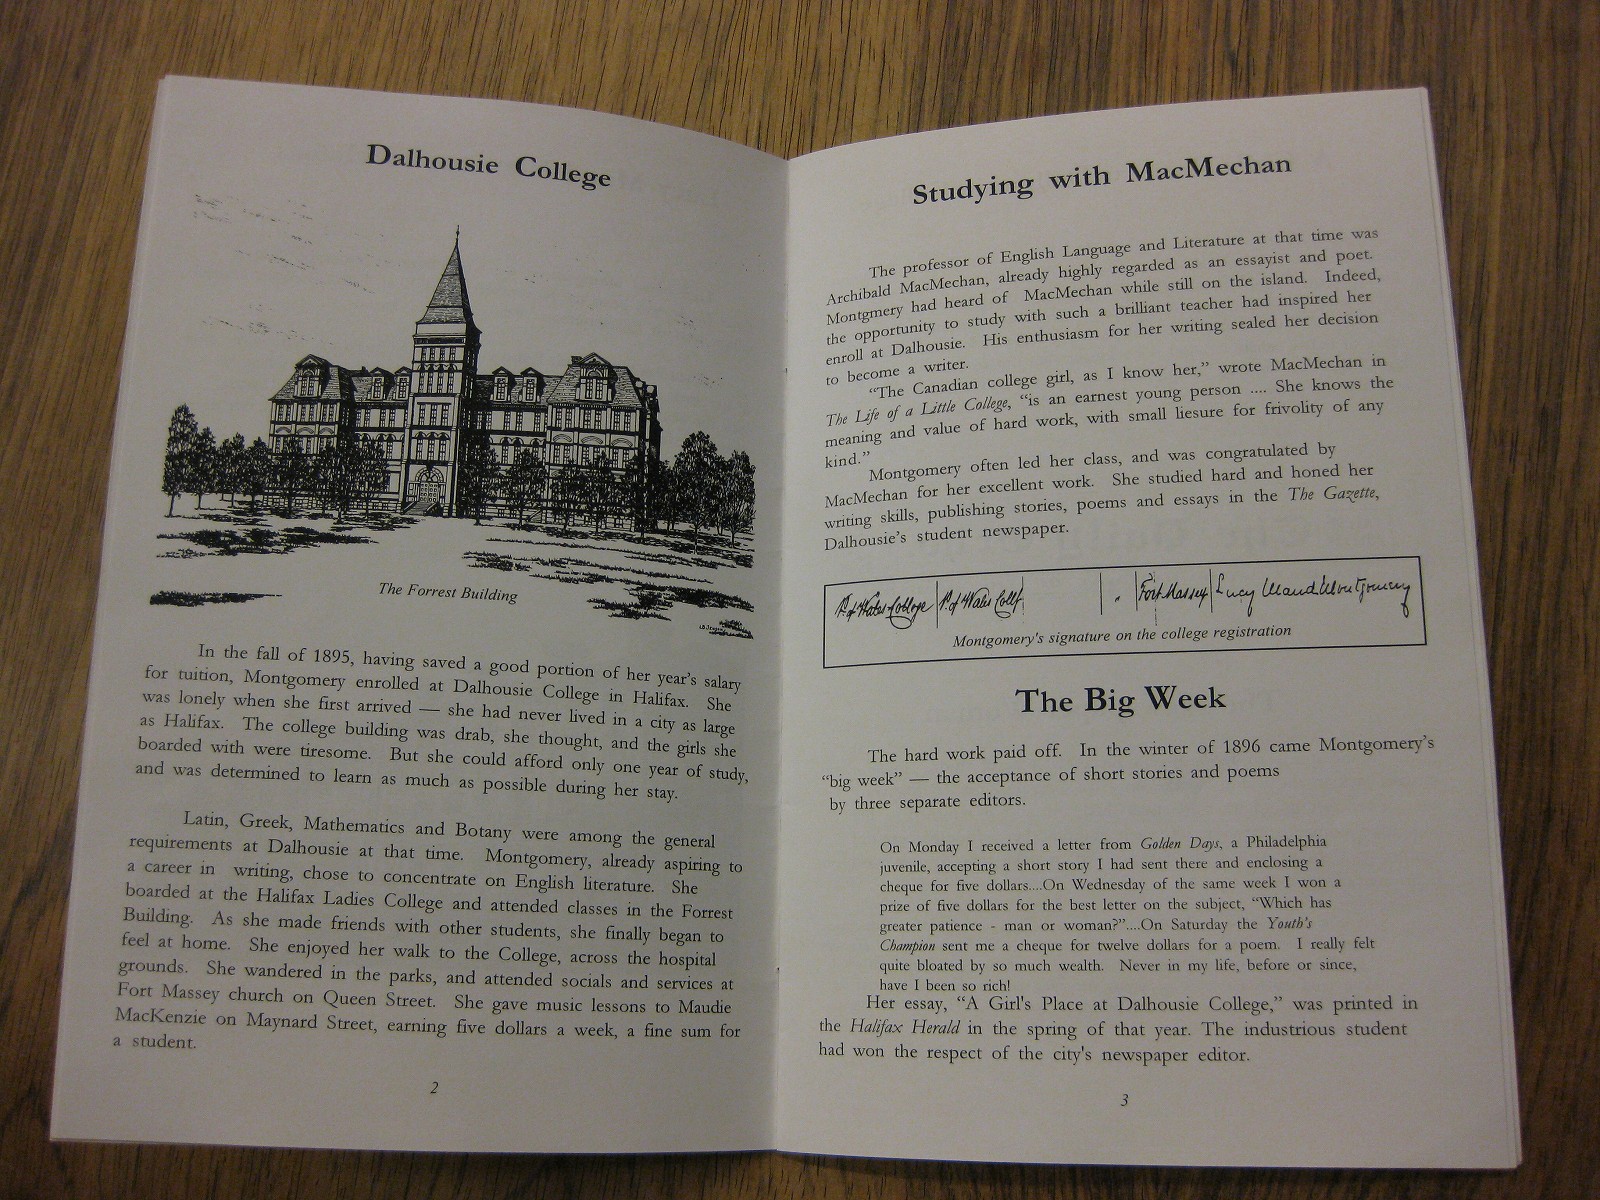 Dalhousie College
The Forrest Building
In the fall of 1895, having saved a good portion of her year's salary
for tuition, Montgomery enrolled at Dalhousie College in Halifax. She
was lonely when she first arrived — she had never lived in a city as large
as Halifax. The college building was drab, she thought, and the girls she
boarded with were tiresome. But she could afford only one year of study,
and was determined to learn as much as possible during her stay.
Latin, Greek, Mathematics and Botany were among the general
requirements at Dalhousie at that time. Montgomery, already aspiring to
a career in writing, chose to concentrate on English literature. She
boarded at the Halifax Ladies College and attended classes in the Forrest
Building. As she made friends with other students, she finally began to
feel at home. She enjoyed her walk to the College, across the hospital
grounds. She wandered in the parks, and attended socials and services at
Fort Massey church on Queen Street. She gave music lessons to Maudie
MacKenzie on Maynard Street, earning five dollars a week, a fine sum for
a student.
2
Studying with MacMechan
The professor of English Language and Literature at that time was
Archibald MacMechan, already highly regarded as an essayist and poet.
Montgmery had heard of MacMechan while still on the island. Indeed,
the opportunity to study with such a brilliant teacher had inspired her
enroll at Dalhousie. His enthusiasm for her writing sealed her decision
to become a writer.
"The Canadian college girl, as I know her," wrote MacMechan in
The Life of a Little College, "is an earnest young person .... She knows the
meaning and value of hard work, with small liesure for frivolity of any
kind."
Montgomery often led her class, and was congratulated by
MacMechan for her excellent work. She studied hard and honed her
writing skills, publishing stories, poems and essays in the The Gazette,
Dalhousie's student newspaper.
P. of Wales College P. of Wales Coll Fort Massey Lucy Maud Montgomery
Montgomery's signature on the college registration
The Big Week
The hard work paid off. In the winter of 1896 came Montgomery's
"big week" — the acceptance of short stories and poems
by three separate editors.
On Monday I received a letter from Golden Days, a Philadelphia
juvenile, accepting a short story I had sent there and enclosing a
cheque for five dollars....On Wednesday of the same week I won a
prize of five dollars for the best letter on the subject, "Which has
greater patience - man or woman?"....On Saturday the Youth's
Champion sent me a cheque for twelve dollars for a poem. I really felt
quite bloated by so much wealth. Never in my life, before or since,
have I been so rich!
Her essay, "A Girl's Place at Dalhousie College," was printed in
the Halifax Herald in the spring of that year. The industrious student
had won the respect of the city's newspaper editor.
3